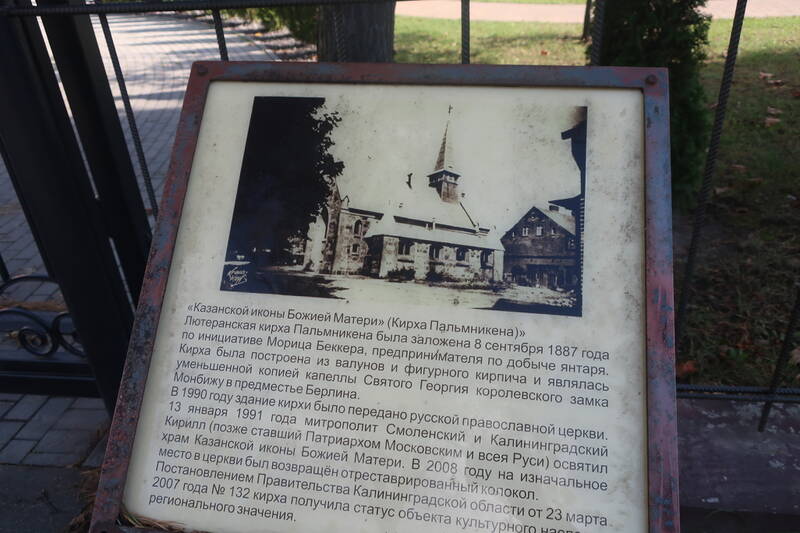 «Казанской иконы Божией Матери» (Кирха Пальмникена)»
Лютеранская кирха Пальмникена была заложена 8 сентября 1887 года
по инициативе Морица Беккера, предпринимателя по добыче янтаря.
Кирха была построена из валунов и фигурного кирпича и являлась
уменьшенной копией капеллы Святого Георгия королевского замка
Монбижу в предместье Берлина.
В 1990 году здание кирхи было передано русской православной церкви.
13 января 1991 года митрополит Смоленский и Калининградский
Кирилл (позже ставший Патриархом Московским и всея Руси) освятил
храм Казанской иконы Божией Матери. В 2008 году на изначальное
место в церкви был возвращён отреставрированный колокол.
Постановлением Правительства Калининградской области от 23 марта
2007 года № 132 кирха получила статус объекта культурного
регионального значения.